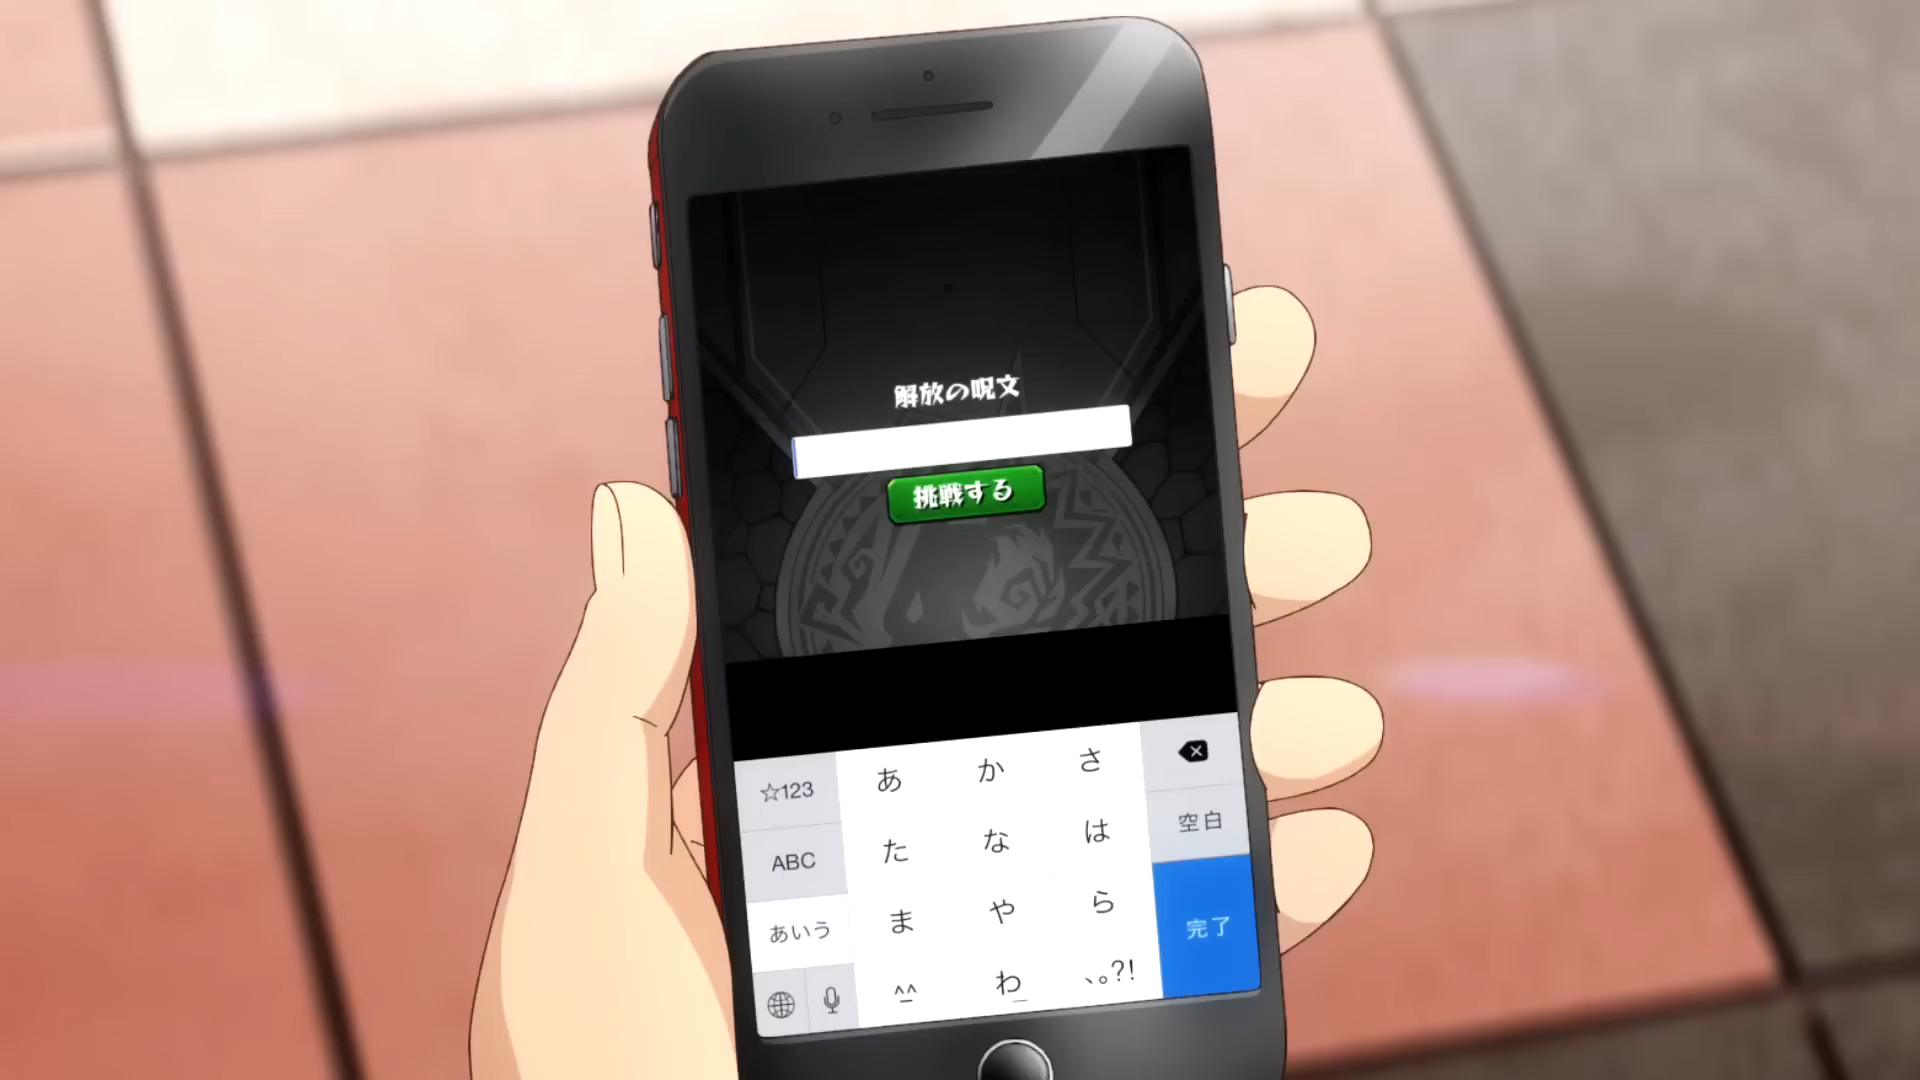 解放の呪文
挑戦する
☆123 あ か さ
ABC た な は 空白
あいう ま や ら 完了
^^ わ 、。?!